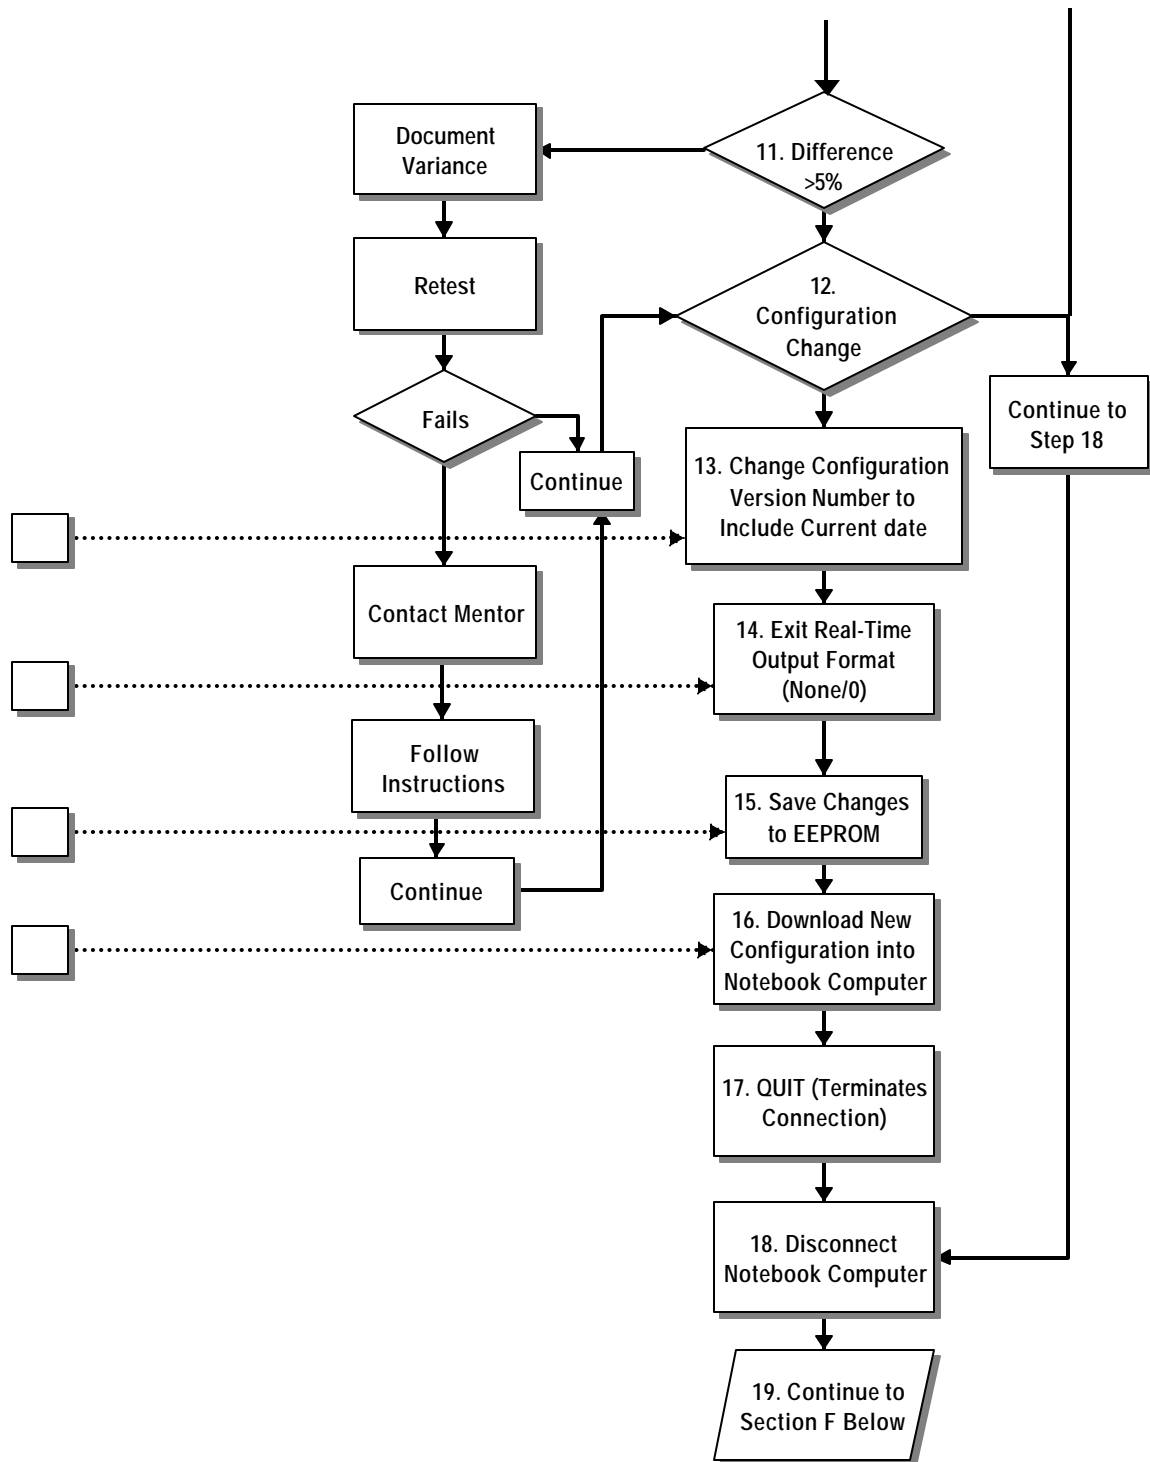 Document
Variance
11. Difference
>5%
Retest
12.
Configuration
Change
Fails
Continue to
Step 18
Continue
13. Change Configuration
Version Number to
Include Current date
Contact Mentor
14. Exit Real-Time
Output Format
(None/0)
Follow
Instructions
15. Save Changes
to EEPROM
Continue
16. Download New
Configuration into
Notebook Computer
17. QUIT (Terminates
Connection)
18. Disconnect
Notebook Computer
19. Continue to
Section F Below